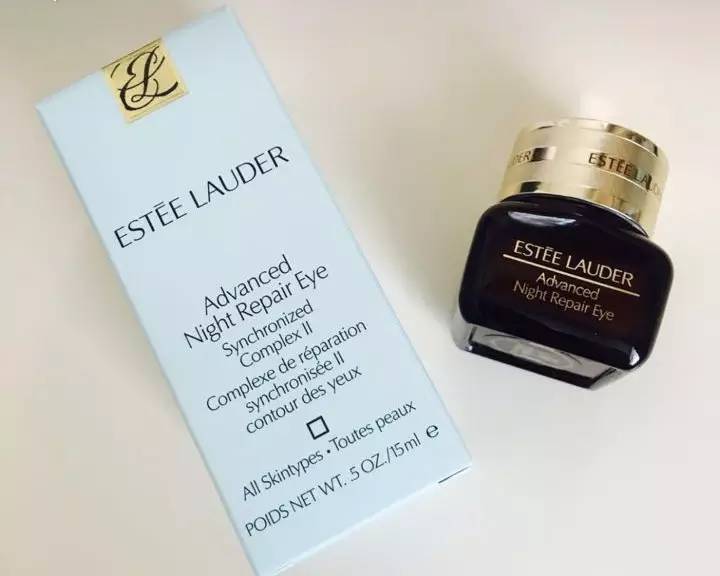 ESTĒE LAUDER
Advanced
Night Repair Eye
Synchronized
Complex II
Complexe de réparation
synchronisée II
contour des yeux
All Skintypes • Toutes peaux
POIDS NET WT. .5 OZ./15ml e
LAUDER
ESTĒE LAUDER
ESTĒE LAUDER
Advanced
Night Repair Eye